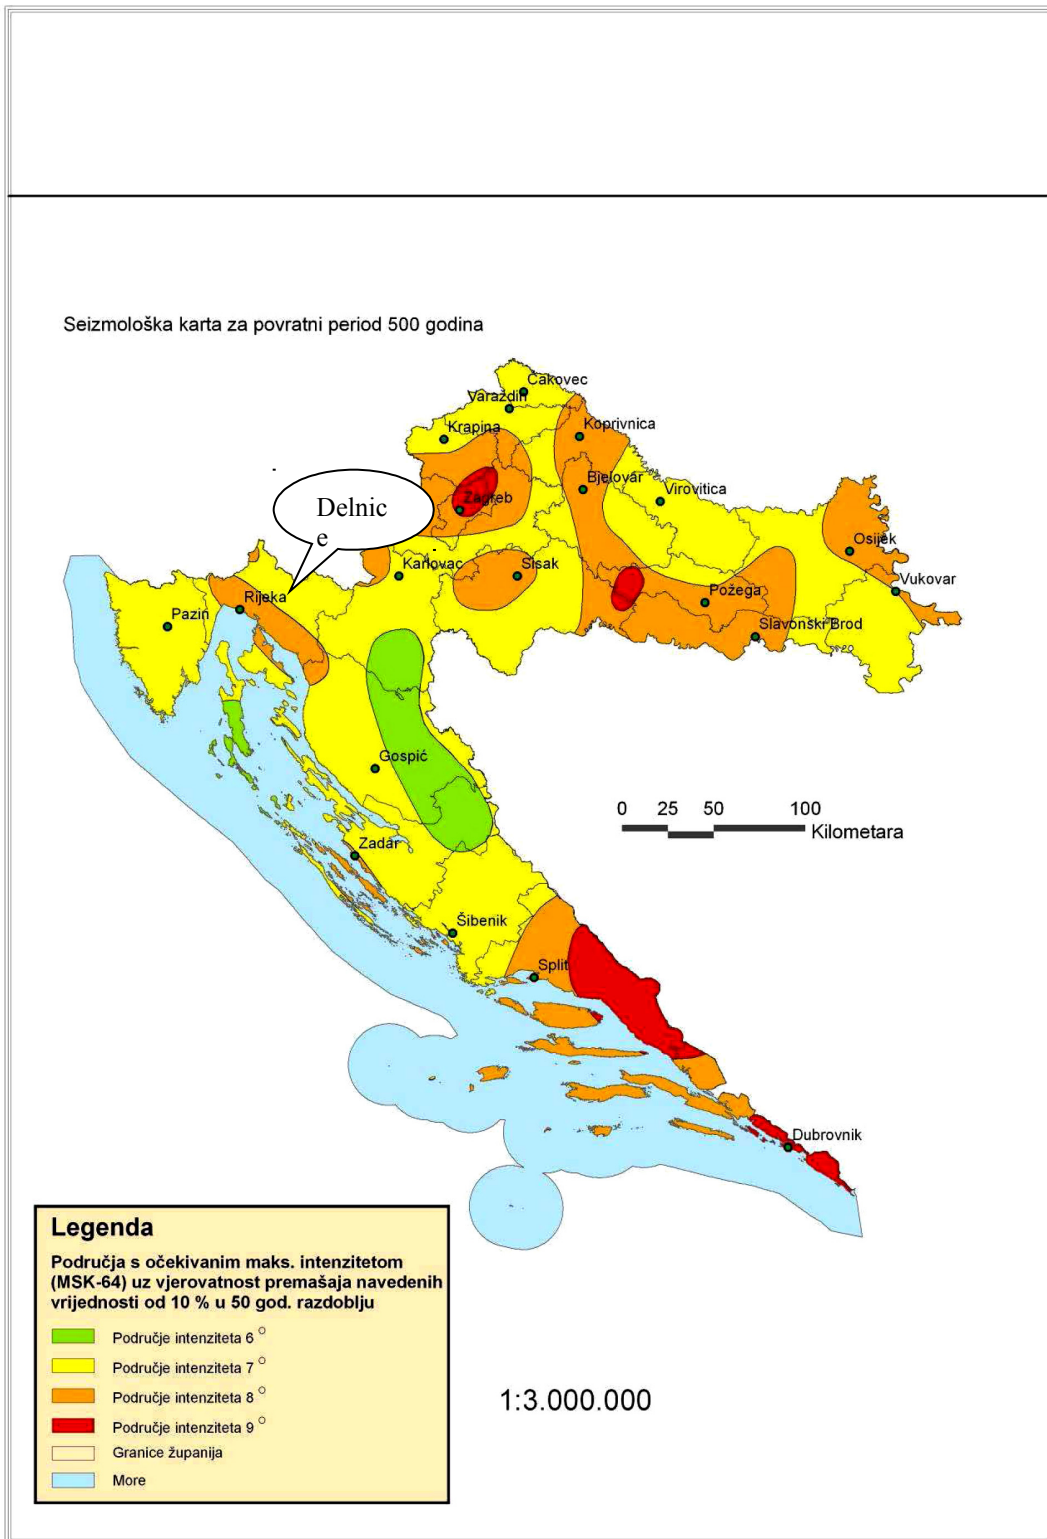 Seizmološka karta za povratni period 500 godina
Čakovec
Varaždin
Krapina
Koprivnica
Bjelovar
Virovitica
Zagreb
Delnic
e
Osijek
Karlovac
Sisak
Vukovar
Rijeka
Požega
Pazin
Slavonski Brod
Gospić
0 25 50 100
Kilometara
Zadar
Šibenik
Split
Dubrovnik
Legenda
Područja s očekivanim maks. intenzitetom
(MSK-64) uz vjerovatnost premašaja navedenih
vrijednosti od 10 % u 50 god. razdoblju
Područje intenziteta 6 °
Područje intenziteta 7 °
Područje intenziteta 8 °
Područje intenziteta 9 °
Granice županija
More
1:3.000.000